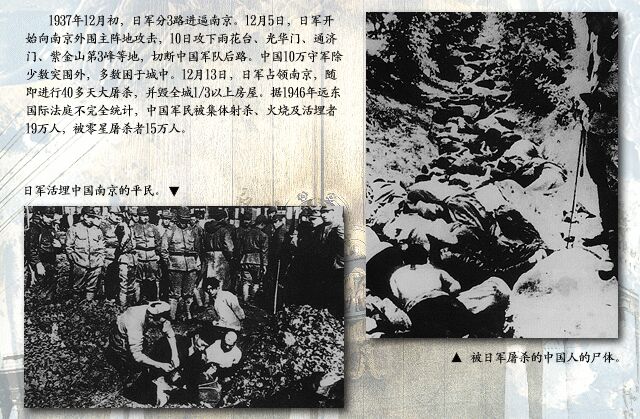 1937年12月初，日军分3路进逼南京。12月5日，日军开
始向南京外围主阵地攻击，10日攻下雨花台、光华门、通济
门、紫金山第3峰等地，切断中国军队后路。中国10万守军除
少数突围外，多数困于城中。12月13日，日军占领南京，随
即进行40多天大屠杀，并毁全城1/3以上房屋。据1946年远东
国际法庭不完全统计，中国军民被集体射杀、火烧及活埋者
19万人，被零星屠杀者15万人。
日军活埋中国南京的平民。▼
▲ 被日军屠杀的中国人的尸体。